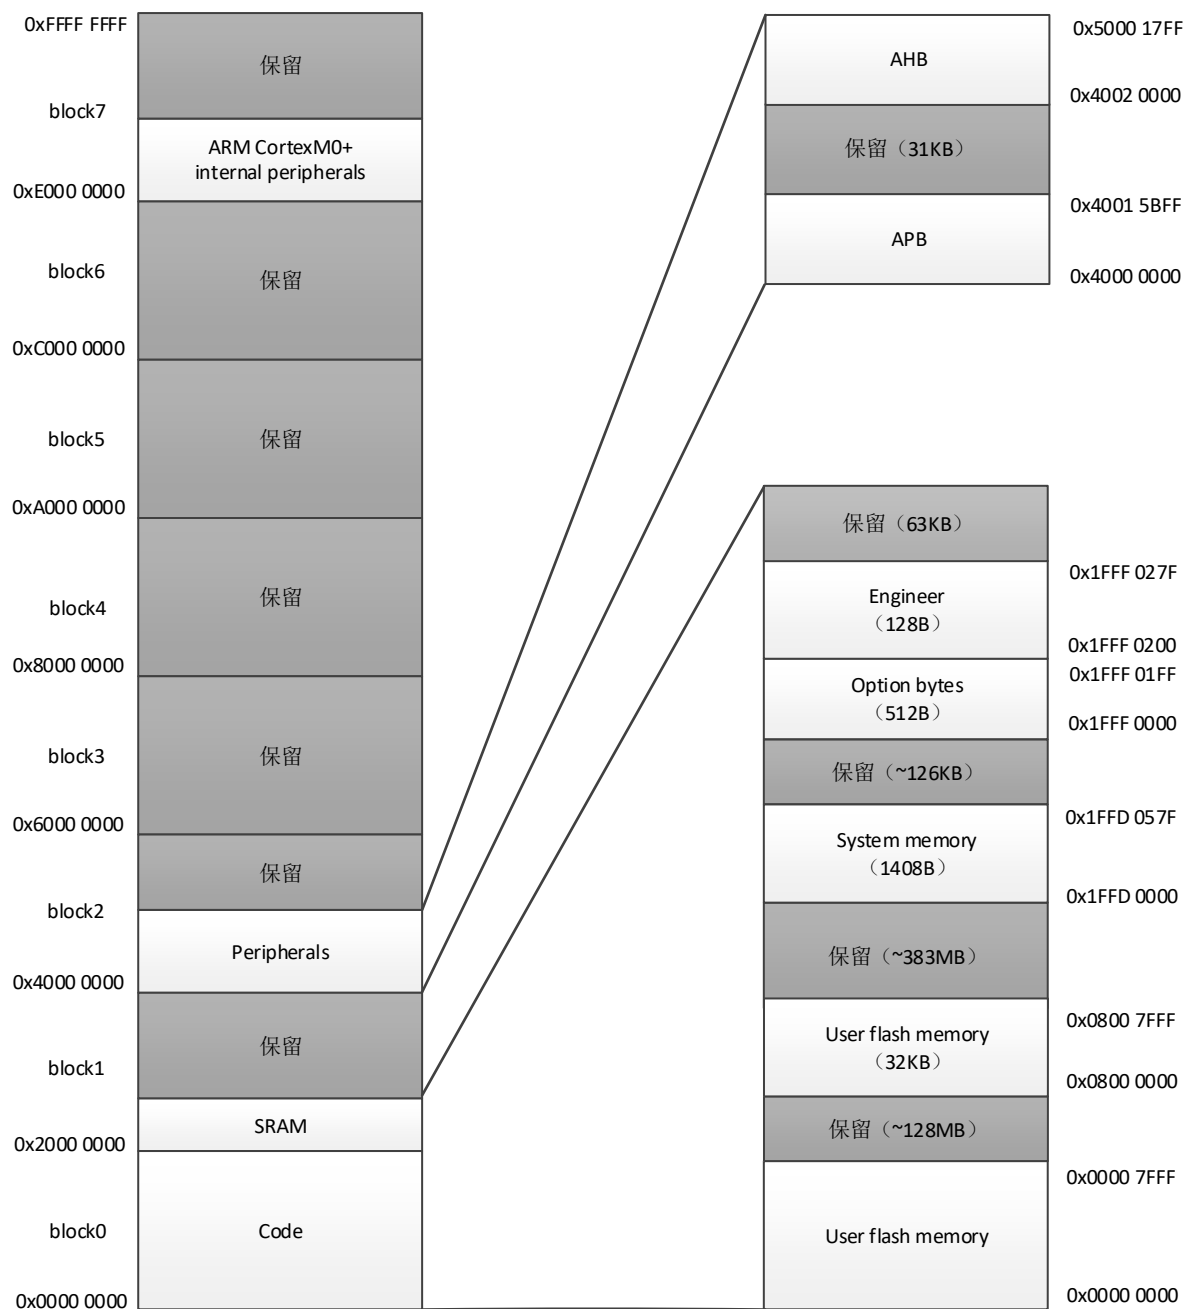 0xFFFF FFFF
保留
block7
ARM CortexM0+
internal peripherals
0xE000 0000
block6
保留
0xC000 0000
block5
保留
0xA000 0000
block4
保留
0x8000 0000
block3
保留
0x6000 0000
保留
block2
Peripherals
0x4000 0000
保留
block1
SRAM
0x2000 0000
block0
Code
0x0000 0000
0x5000 17FF
AHB
0x4002 0000
保留（31KB）
0x4001 5BFF
APB
0x4000 0000
保留（63KB）
0x1FFF 027F
Engineer
（128B）
0x1FFF 0200
0x1FFF 01FF
Option bytes
（512B）
0x1FFF 0000
保留（~126KB）
0x1FFD 057F
System memory
（1408B）
0x1FFD 0000
保留（~383MB）
0x0800 7FFF
User flash memory
（32KB）
0x0800 0000
保留（~128MB）
0x0000 7FFF
User flash memory
0x0000 0000